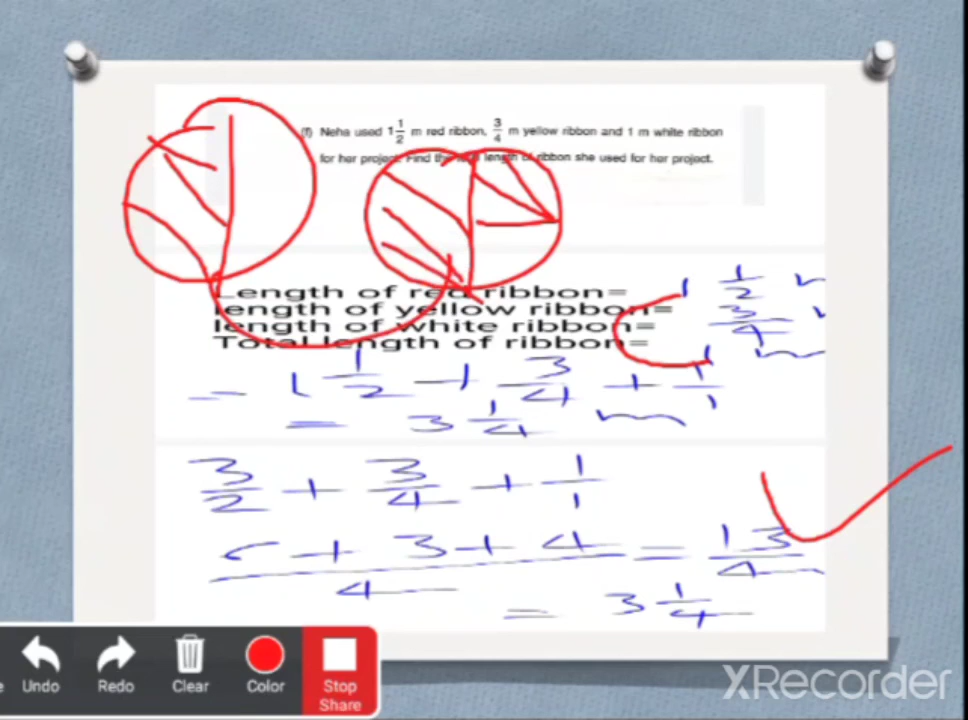 (f) Neha used 1 1/2 m red ribbon, 3/4 m yellow ribbon and 1 m white ribbon
for her project. Find the length of ribbon she used for her project.
Length of red ribbon= 1 1/2 m
length of yellow ribbon= 3/4
length of white ribbon= 1 m
Total length of ribbon=
= 1 1/2 + 3/4 + 1/1
= 3 1/4 m
3/2 + 3/4 + 1/1
6 + 3 + 4 / 4 = 13/4
= 3 1/4
Undo Redo Clear Color Stop Share
XRecorder